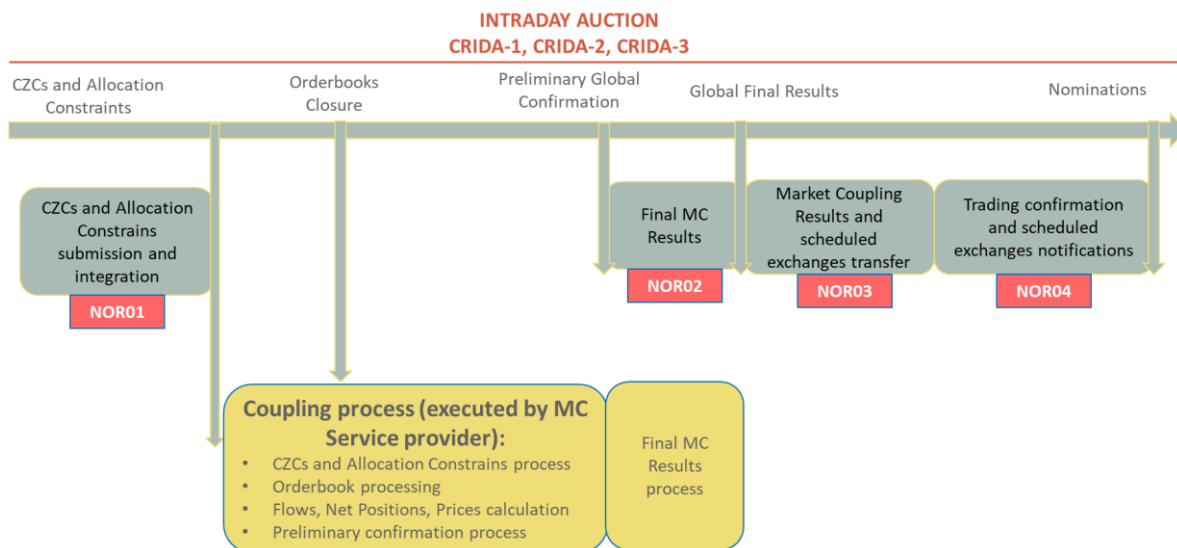 INTRADAY AUCTION
CRIDA-1, CRIDA-2, CRIDA-3
CZCs and Allocation
Constraints
Orderbooks
Closure
Preliminary Global
Confirmation
Global Final Results
Nominations
CZCs and Allocation
Constrains
submission and
integration
NOR01
Final MC
Results
NOR02
Market Coupling
Results and
scheduled
exchanges transfer
NOR03
Trading confirmation
and scheduled
exchanges notifications
NOR04
Coupling process (executed by MC
Service provider):
• CZCs and Allocation Constrains process
• Orderbook processing
• Flows, Net Positions, Prices calculation
• Preliminary confirmation process
Final MC
Results
process